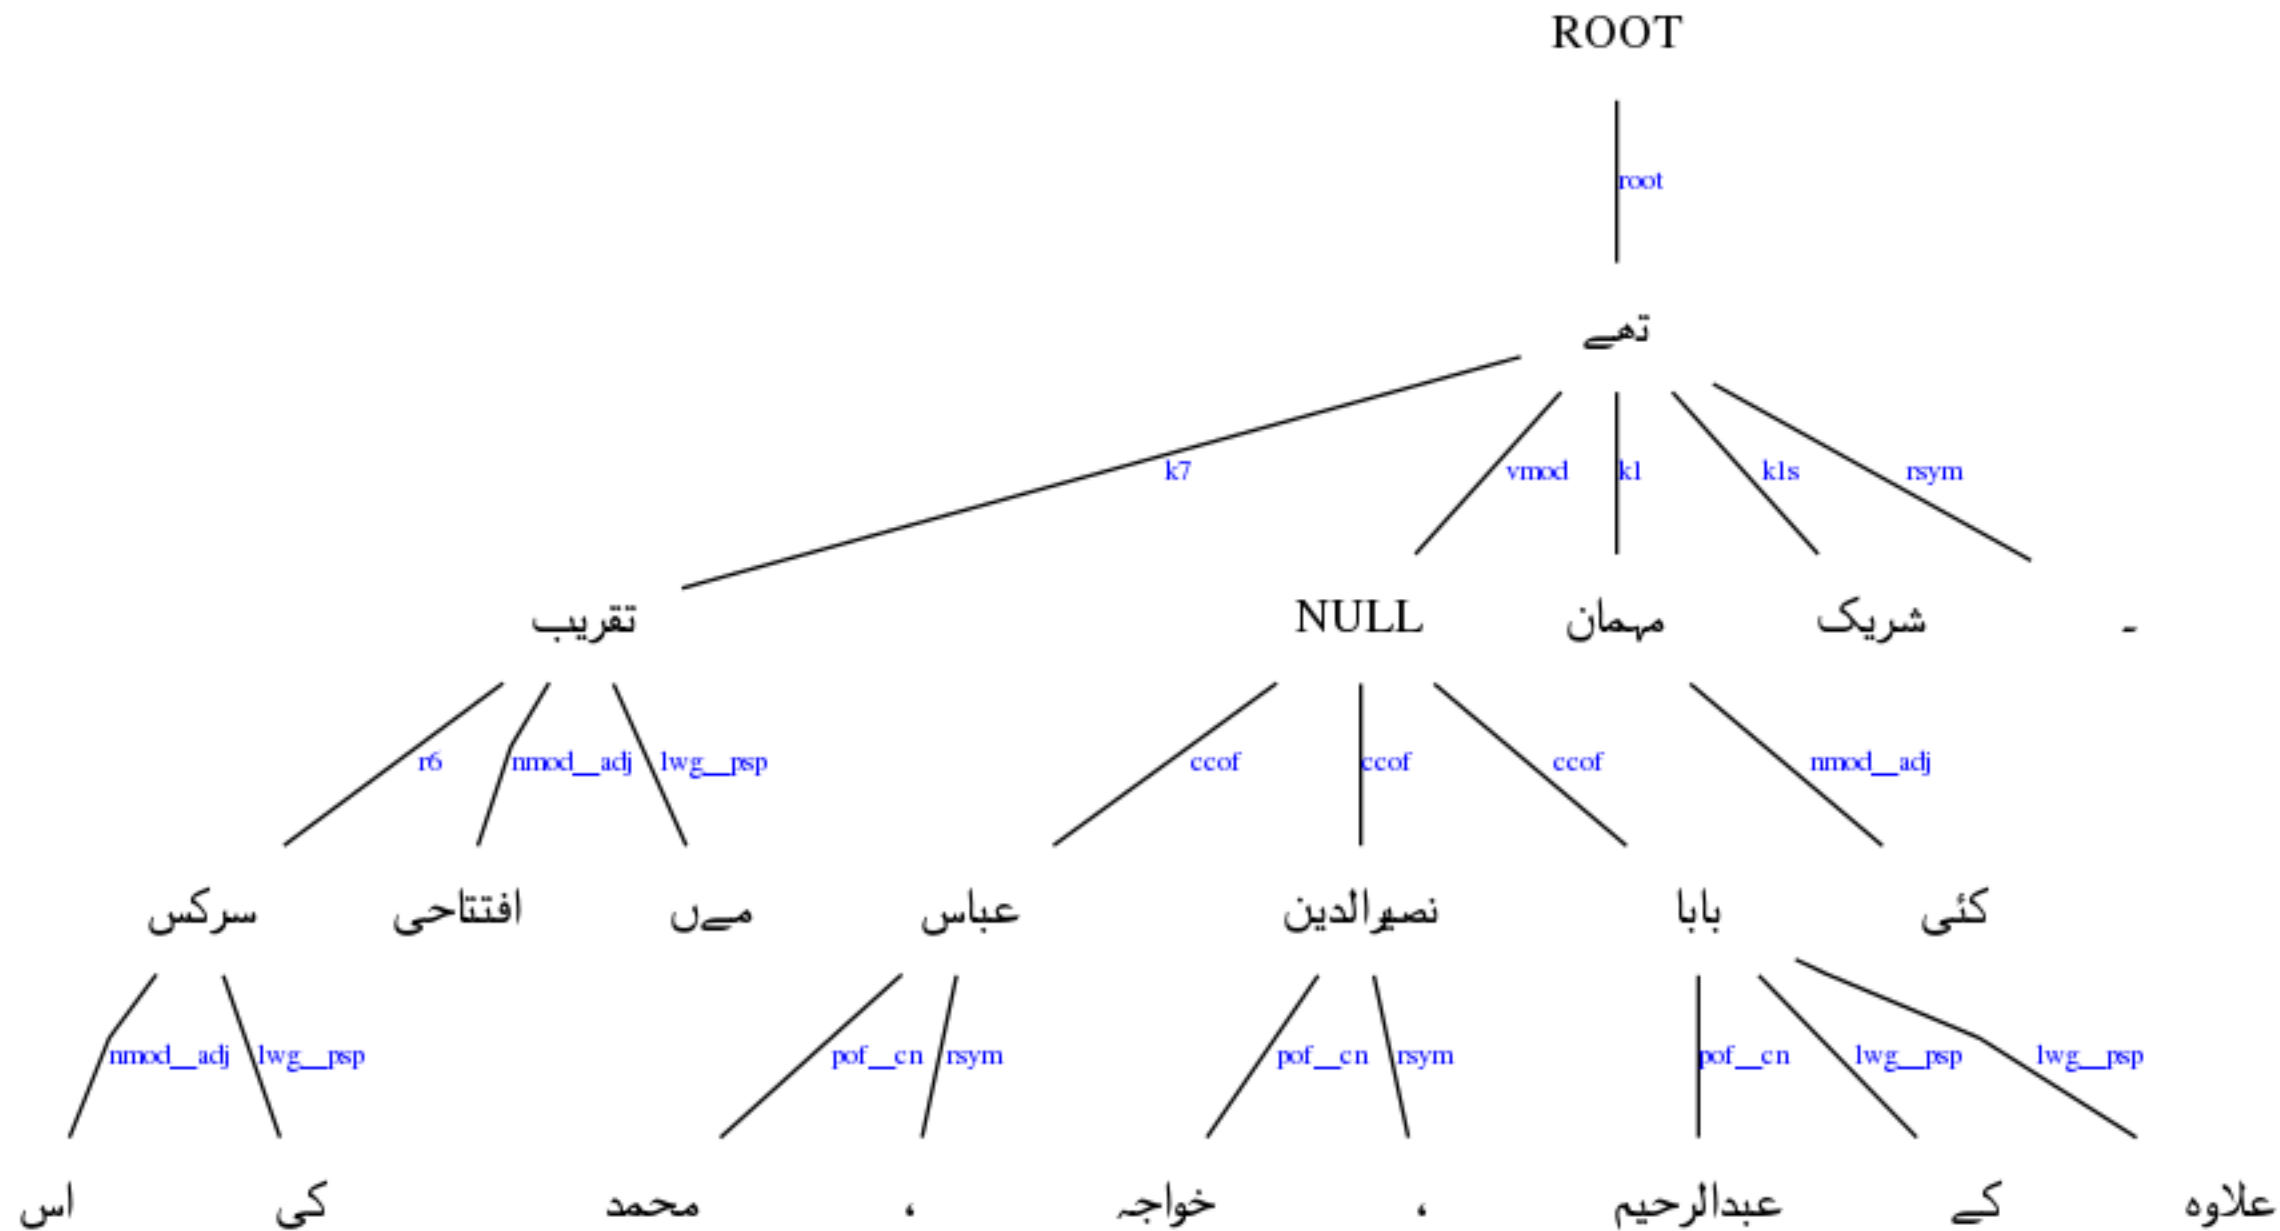 ROOT
root
تھے
k7 vmod k1 k1s rsym
تقریب NULL مہمان شریک ۔
r6 nmod__adj lwg__psp ccof ccof ccof nmod__adj
سرکس افتتاحی مےں عباس نصیرالدین بابا کئی
nmod__adj lwg__psp pof__cn rsym pof__cn rsym pof__cn lwg__psp lwg__psp
اس کی محمد ، خواجہ ، عبدالرحیم کے علاوہ